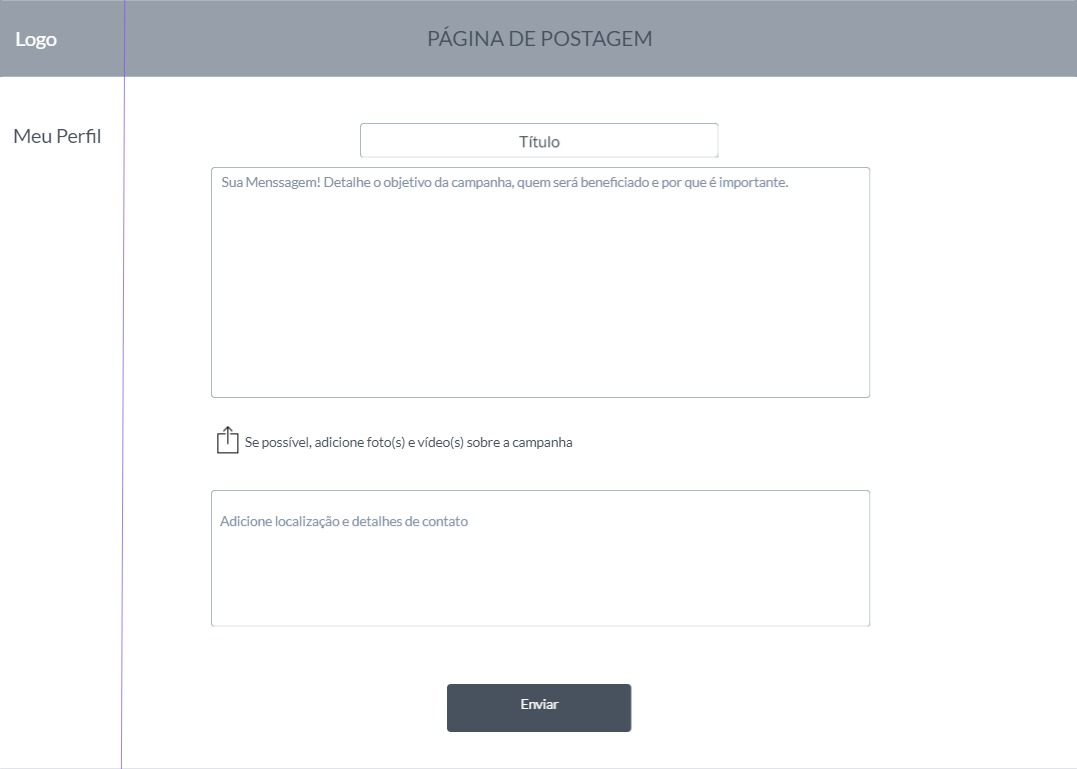 Logo
PÁGINA DE POSTAGEM
Meu Perfil
Título
Sua Menssagem! Detalhe o objetivo da campanha, quem será beneficiado e por que é importante.
Se possível, adicione foto(s) e vídeo(s) sobre a campanha
Adicione localização e detalhes de contato
Enviar